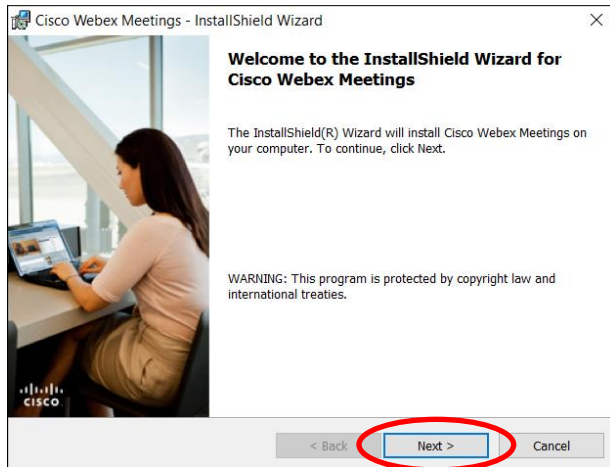 Cisco Webex Meetings - InstallShield Wizard
Welcome to the InstallShield Wizard for
Cisco Webex Meetings
The InstallShield(R) Wizard will install Cisco Webex Meetings on
your computer. To continue, click Next.
WARNING: This program is protected by copyright law and
international treaties.
CISCO
< Back
Next >
Cancel